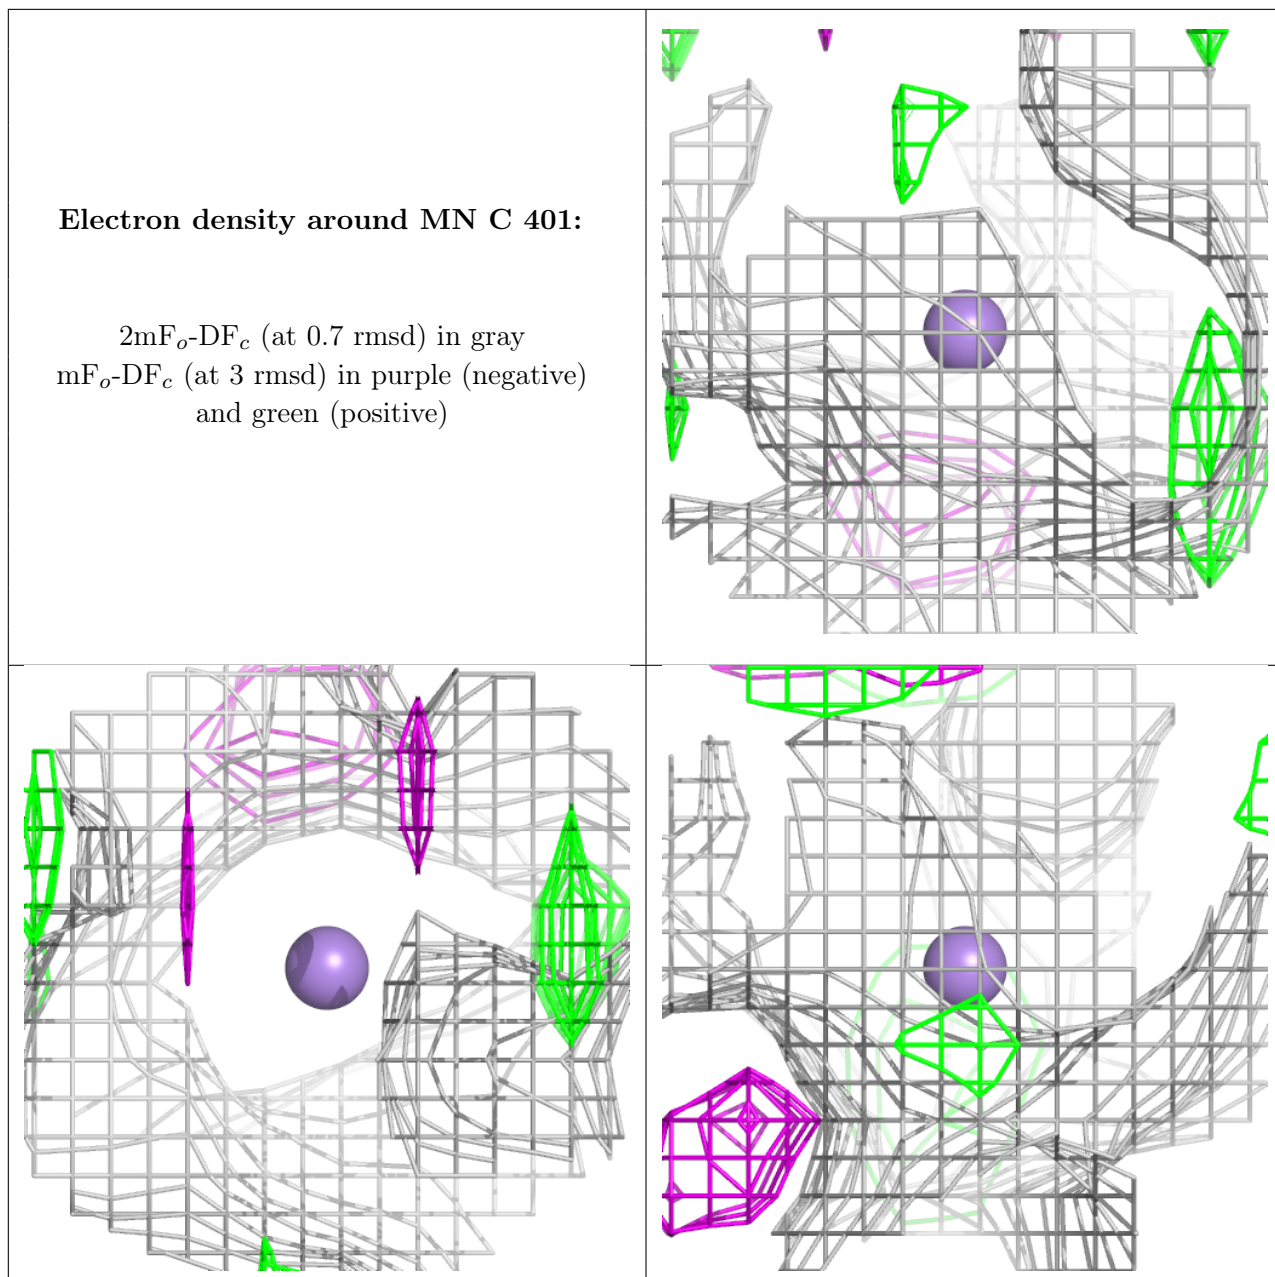 Electron density around MN C 401:
2mFo-DFc (at 0.7 rmsd) in gray
mFo-DFc (at 3 rmsd) in purple (negative)
and green (positive)